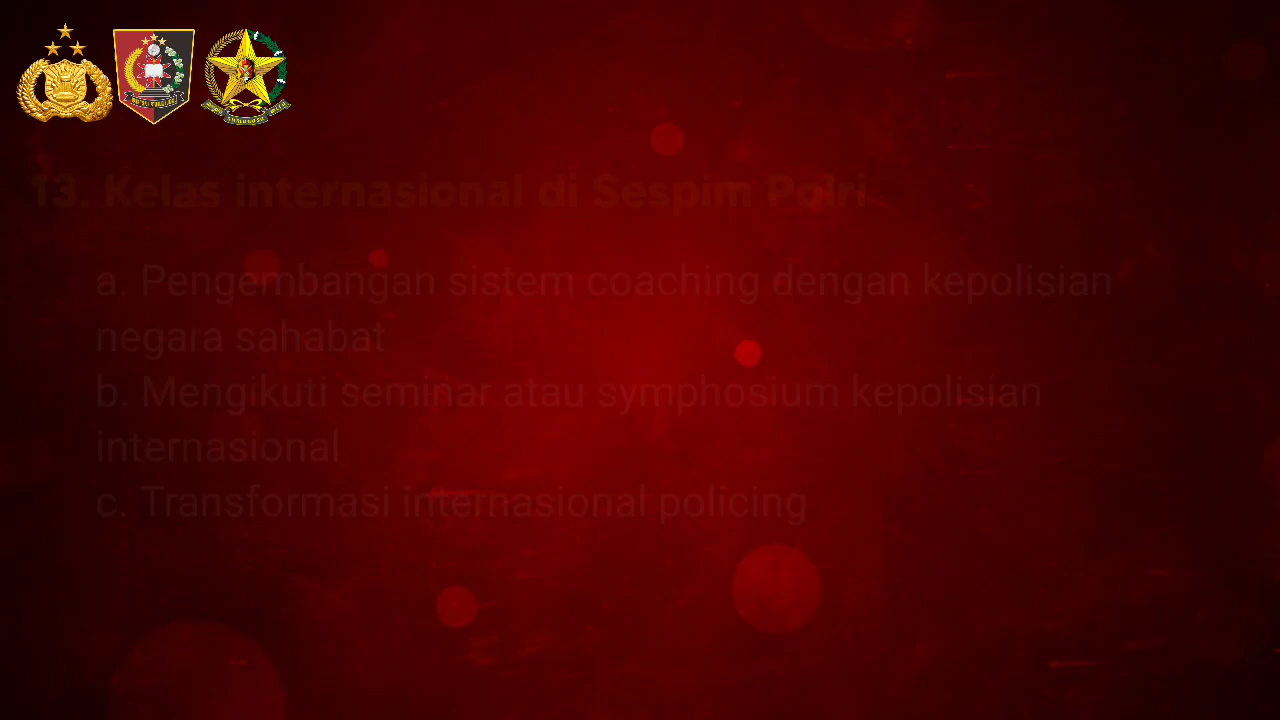 13. Kelas internasional di Sespim Polri
a. Pengembangan sistem coaching dengan kepolisian
negara sahabat
b. Mengikuti seminar atau symphosium kepolisian
internasional
c. Transformasi internasional policing